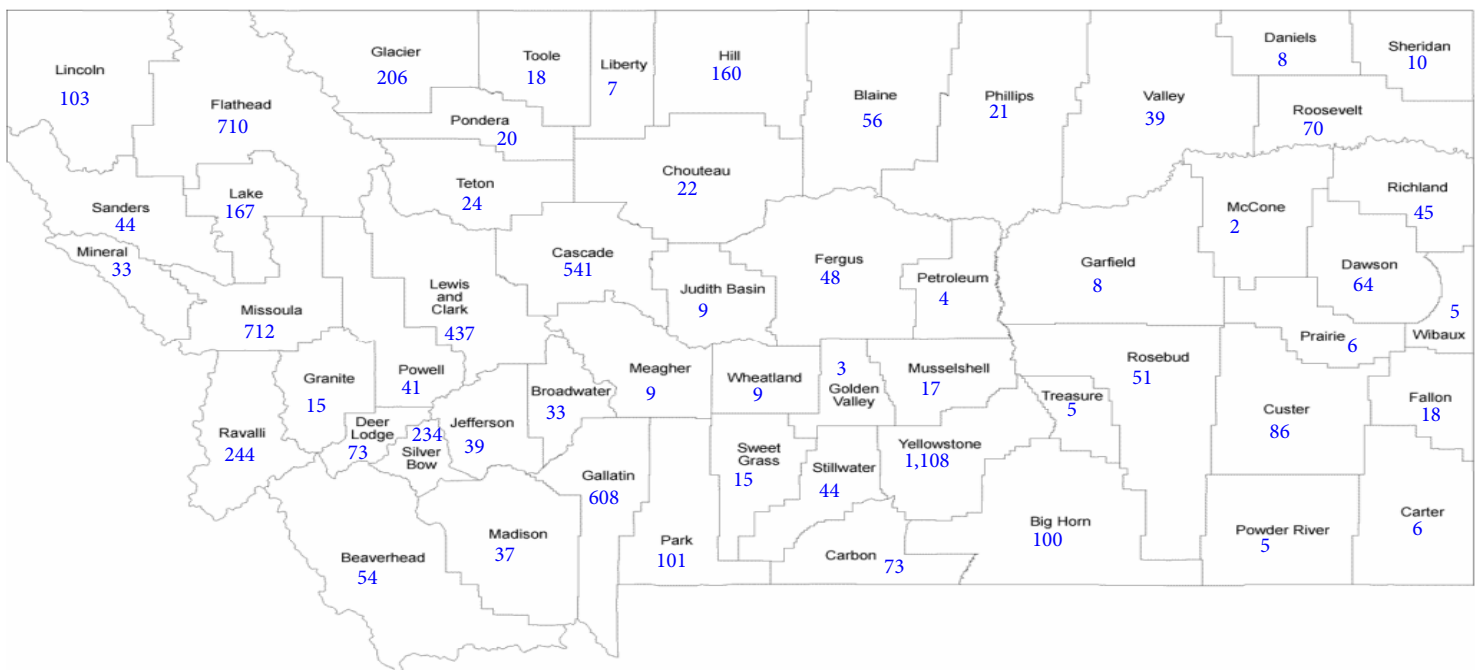 Lincoln
103
Flathead
710
Glacier
206
Toole
18
Liberty
7
Hill
160
Blaine
56
Phillips
21
Valley
39
Daniels
8
Sheridan
10
Roosevelt
70
Pondera
20
Teton
24
Chouteau
22
Sanders
44
Lake
167
Mineral
33
Missoula
712
Lewis
and
Clark
437
Cascade
541
Judith Basin
9
Fergus
48
Petroleum
4
Garfield
8
McCone
2
Richland
45
Dawson
64
5
Wibaux
Prairie
6
Ravalli
244
Granite
15
Powell
41
Deer
Lodge
73
234
Silver
Bow
Jefferson
39
Broadwater
33
Meagher
9
Wheatland
9
3
Golden
Valley
Musselshell
17
Treasure
5
Rosebud
51
Custer
86
Fallon
18
Beaverhead
54
Madison
37
Gallatin
608
Park
101
Sweet
Grass
15
Stillwater
44
Yellowstone
1,108
Carbon
73
Big Horn
100
Powder River
5
Carter
6